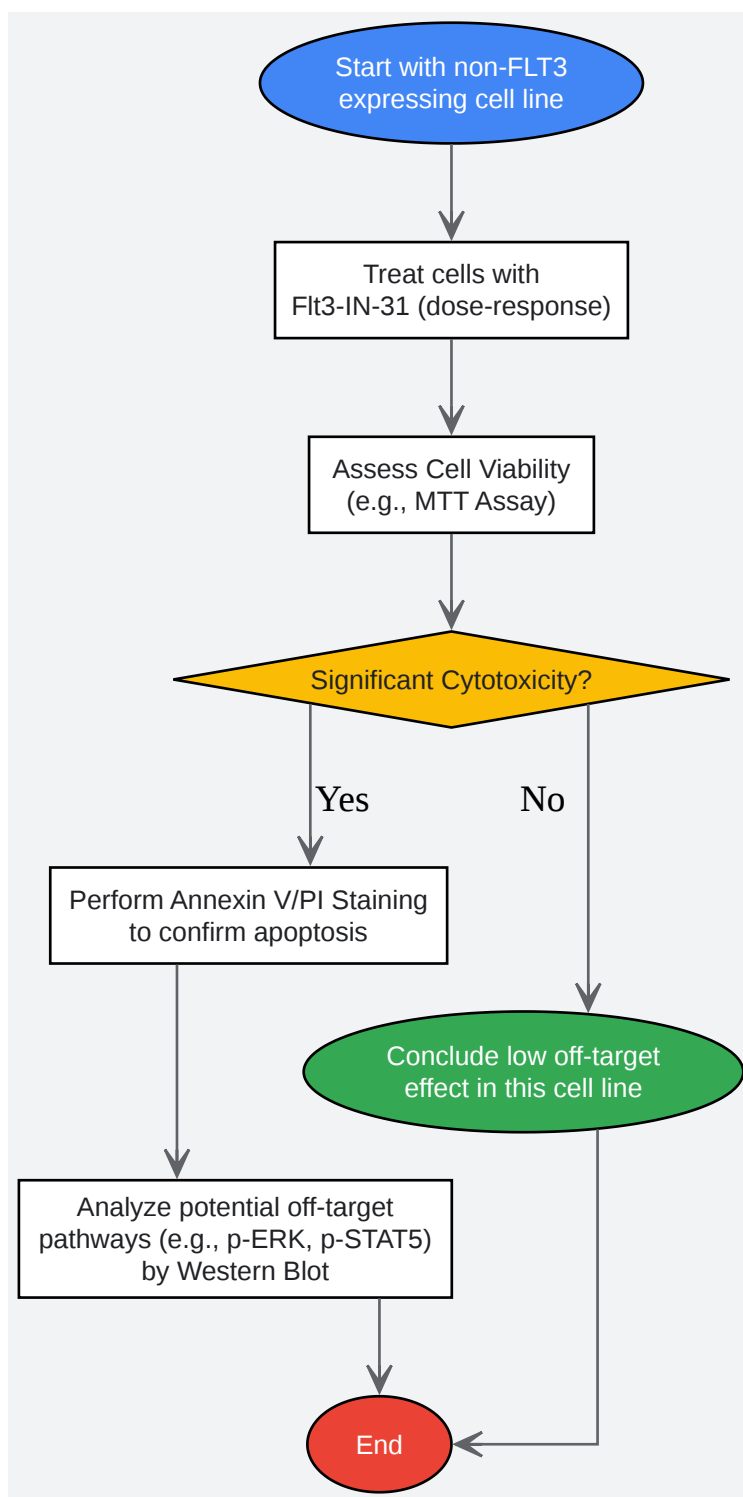 Start with non-FLT3
expressing cell line
Treat cells with
Flt3-IN-31 (dose-response)
Assess Cell Viability
(e.g., MTT Assay)
Significant Cytotoxicity?
Yes
No
Perform Annexin V/PI Staining
to confirm apoptosis
Conclude low off-target
effect in this cell line
Analyze potential off-target
pathways (e.g., p-ERK, p-STAT5)
by Western Blot
End